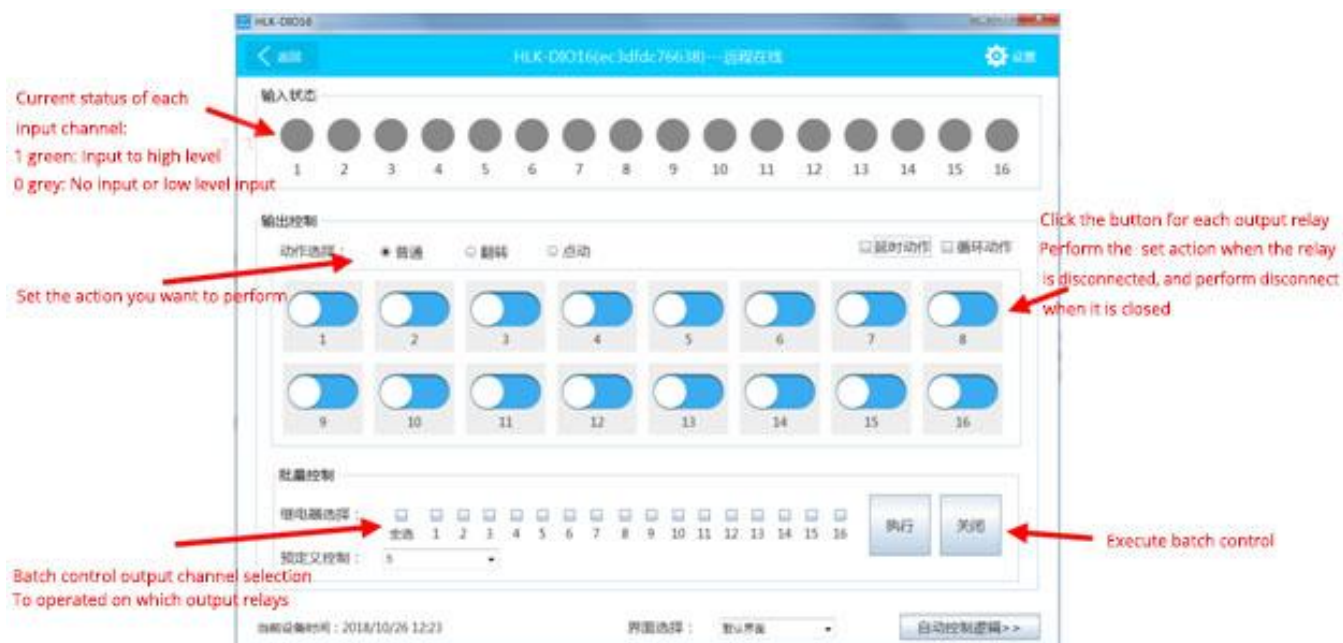 HLK-DIO16
返回
HLK-DIO16(ec3dfdc76638)---远程在线
设置
Current status of each
input channel:
1 green: Input to high level
0 grey: No input or low level input
输入状态
1 2 3 4 5 6 7 8 9 10 11 12 13 14 15 16
输出控制
动作选择： 普通 翻转 点动 延时动作 循环动作
Set the action you want to perform
Click the button for each output relay
Perform the set action when the relay
is disconnected, and perform disconnect
when it is closed
1 2 3 4 5 6 7 8
9 10 11 12 13 14 15 16
批量控制
继电器选择：
全选 1 2 3 4 5 6 7 8 9 10 11 12 13 14 15 16
执行 关闭
Execute batch control
预定义控制：
Batch control output channel selection
To operated on which output relays
当前设备时间：2018/10/26 12:23
界面选择： 默认界面
自动控制逻辑>>